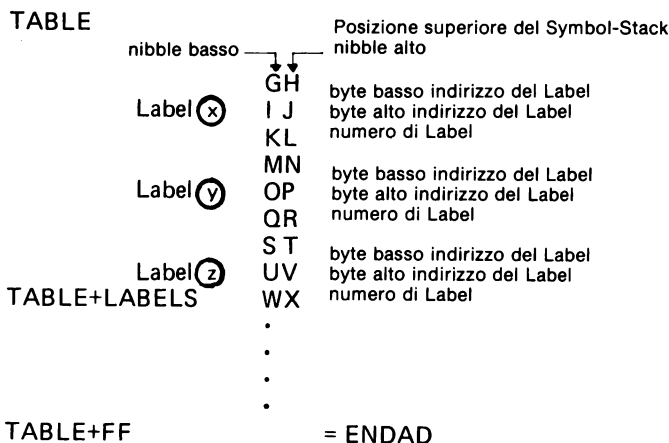 TABLE
Posizione superiore del Symbol-Stack
nibble basso nibble alto
GH byte basso indirizzo del Label
Label x I J byte alto indirizzo del Label
KL numero di Label
MN byte basso indirizzo del Label
Label y OP byte alto indirizzo del Label
QR numero di Label
S T byte basso indirizzo del Label
Label z UV byte alto indirizzo del Label
TABLE+LABELS WX numero di Label
.
.
.
.
TABLE+FF = ENDAD